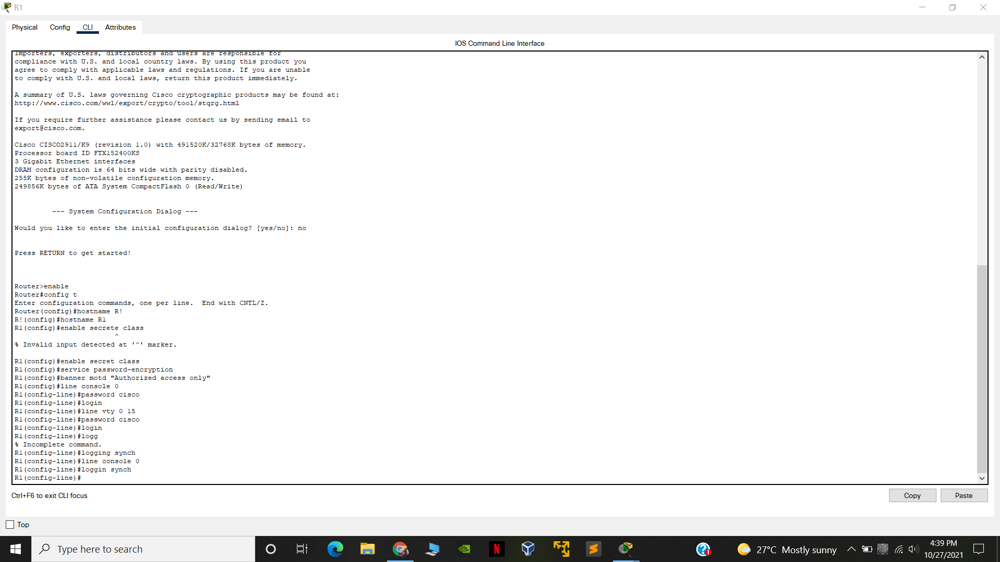 R1
Physical Config CLI Attributes
IOS Command Line Interface
Importers, exporters, distributors and users are responsible for
compliance with U.S. and local country laws. By using this product you
agree to comply with applicable laws and regulations. If you are unable
to comply with U.S. and local laws, return this product immediately.
A summary of U.S. laws governing Cisco cryptographic products may be found at:
http://www.cisco.com/wwl/export/crypto/tool/stqrg.html
If you require further assistance please contact us by sending email to
export@cisco.com.
Cisco CISCO2911/K9 (revision 1.0) with 491520K/32768K bytes of memory.
Processor board ID FTX152400KS
3 Gigabit Ethernet interfaces
DRAM configuration is 64 bits wide with parity disabled.
255K bytes of non-volatile configuration memory.
249856K bytes of ATA System CompactFlash 0 (Read/Write)
--- System Configuration Dialog ---
Would you like to enter the initial configuration dialog? [yes/no]: no
Press RETURN to get started!
Router>enable
Router#config t
Enter configuration commands, one per line.  End with CNTL/Z.
Router(config)#hostname R!
R!(config)#hostname R1
R1(config)#enable secrete class
^
% Invalid input detected at '^' marker.
R1(config)#enable secret class
R1(config)#service password-encryption
R1(config)#banner motd "Authorized access only"
R1(config)#line console 0
R1(config-line)#password cisco
R1(config-line)#login
R1(config-line)#line vty 0 15
R1(config-line)#password cisco
R1(config-line)#login
R1(config-line)#logg
% Incomplete command.
R1(config-line)#logging synch
R1(config-line)#line console 0
R1(config-line)#loggin synch
R1(config-line)#
Ctrl+F6 to exit CLI focus
Copy Paste
Top
Type here to search
27°C Mostly sunny
4:39 PM
10/27/2021